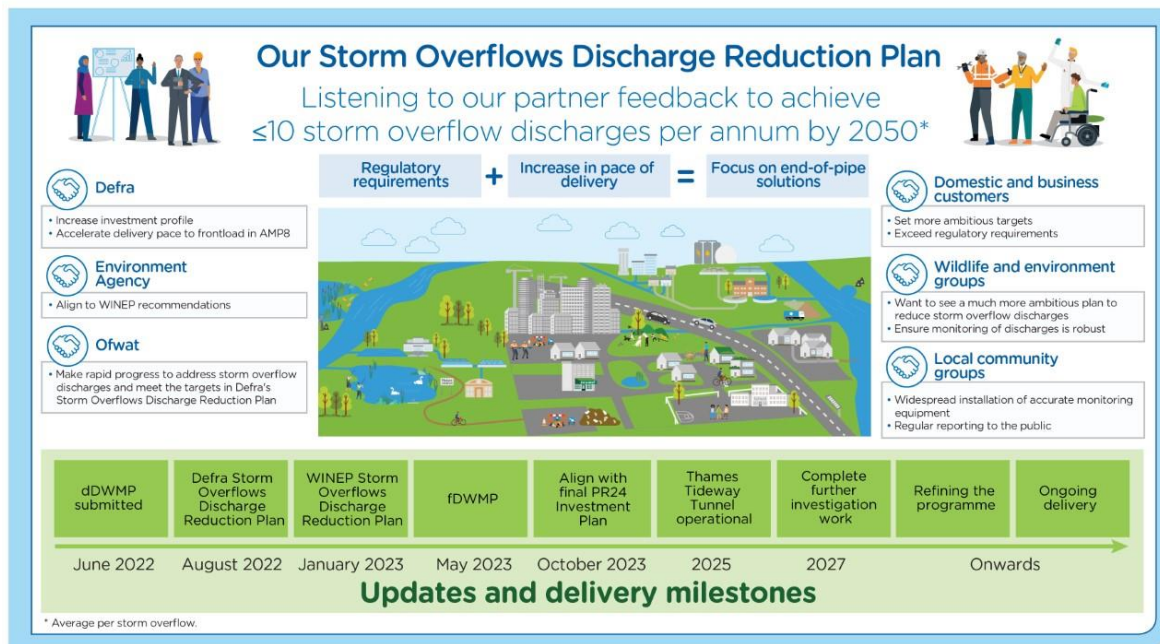 Our Storm Overflows Discharge Reduction Plan
Listening to our partner feedback to achieve
≤10 storm overflow discharges per annum by 2050*
Regulatory
requirements
+
Increase in pace of
delivery
=
Focus on end-of-pipe
solutions
Defra
• Increase investment profile
• Accelerate delivery pace to frontload in AMP8
Environment
Agency
• Align to WINEP recommendations
Ofwat
• Make rapid progress to address storm overflow
discharges and meet the targets in Defra's
Storm Overflows Discharge Reduction Plan
Domestic and business
customers
• Set more ambitious targets
• Exceed regulatory requirements
Wildlife and environment
groups
• Want to see a much more ambitious plan to
reduce storm overflow discharges
• Ensure monitoring of discharges is robust
Local community
groups
• Widespread installation of accurate monitoring
equipment
• Regular reporting to the public
dDWMP
submitted
Defra Storm
Overflows
Discharge
Reduction Plan
WINEP Storm
Overflows
Discharge
Reduction Plan
fDWMP
Align with
final PR24
Investment
Plan
Thames
Tideway
Tunnel
operational
Complete
further
investigation
work
Refining the
programme
Ongoing
delivery
June 2022
August 2022
January 2023
May 2023
October 2023
2025
2027
Onwards
Updates and delivery milestones
* Average per storm overflow.